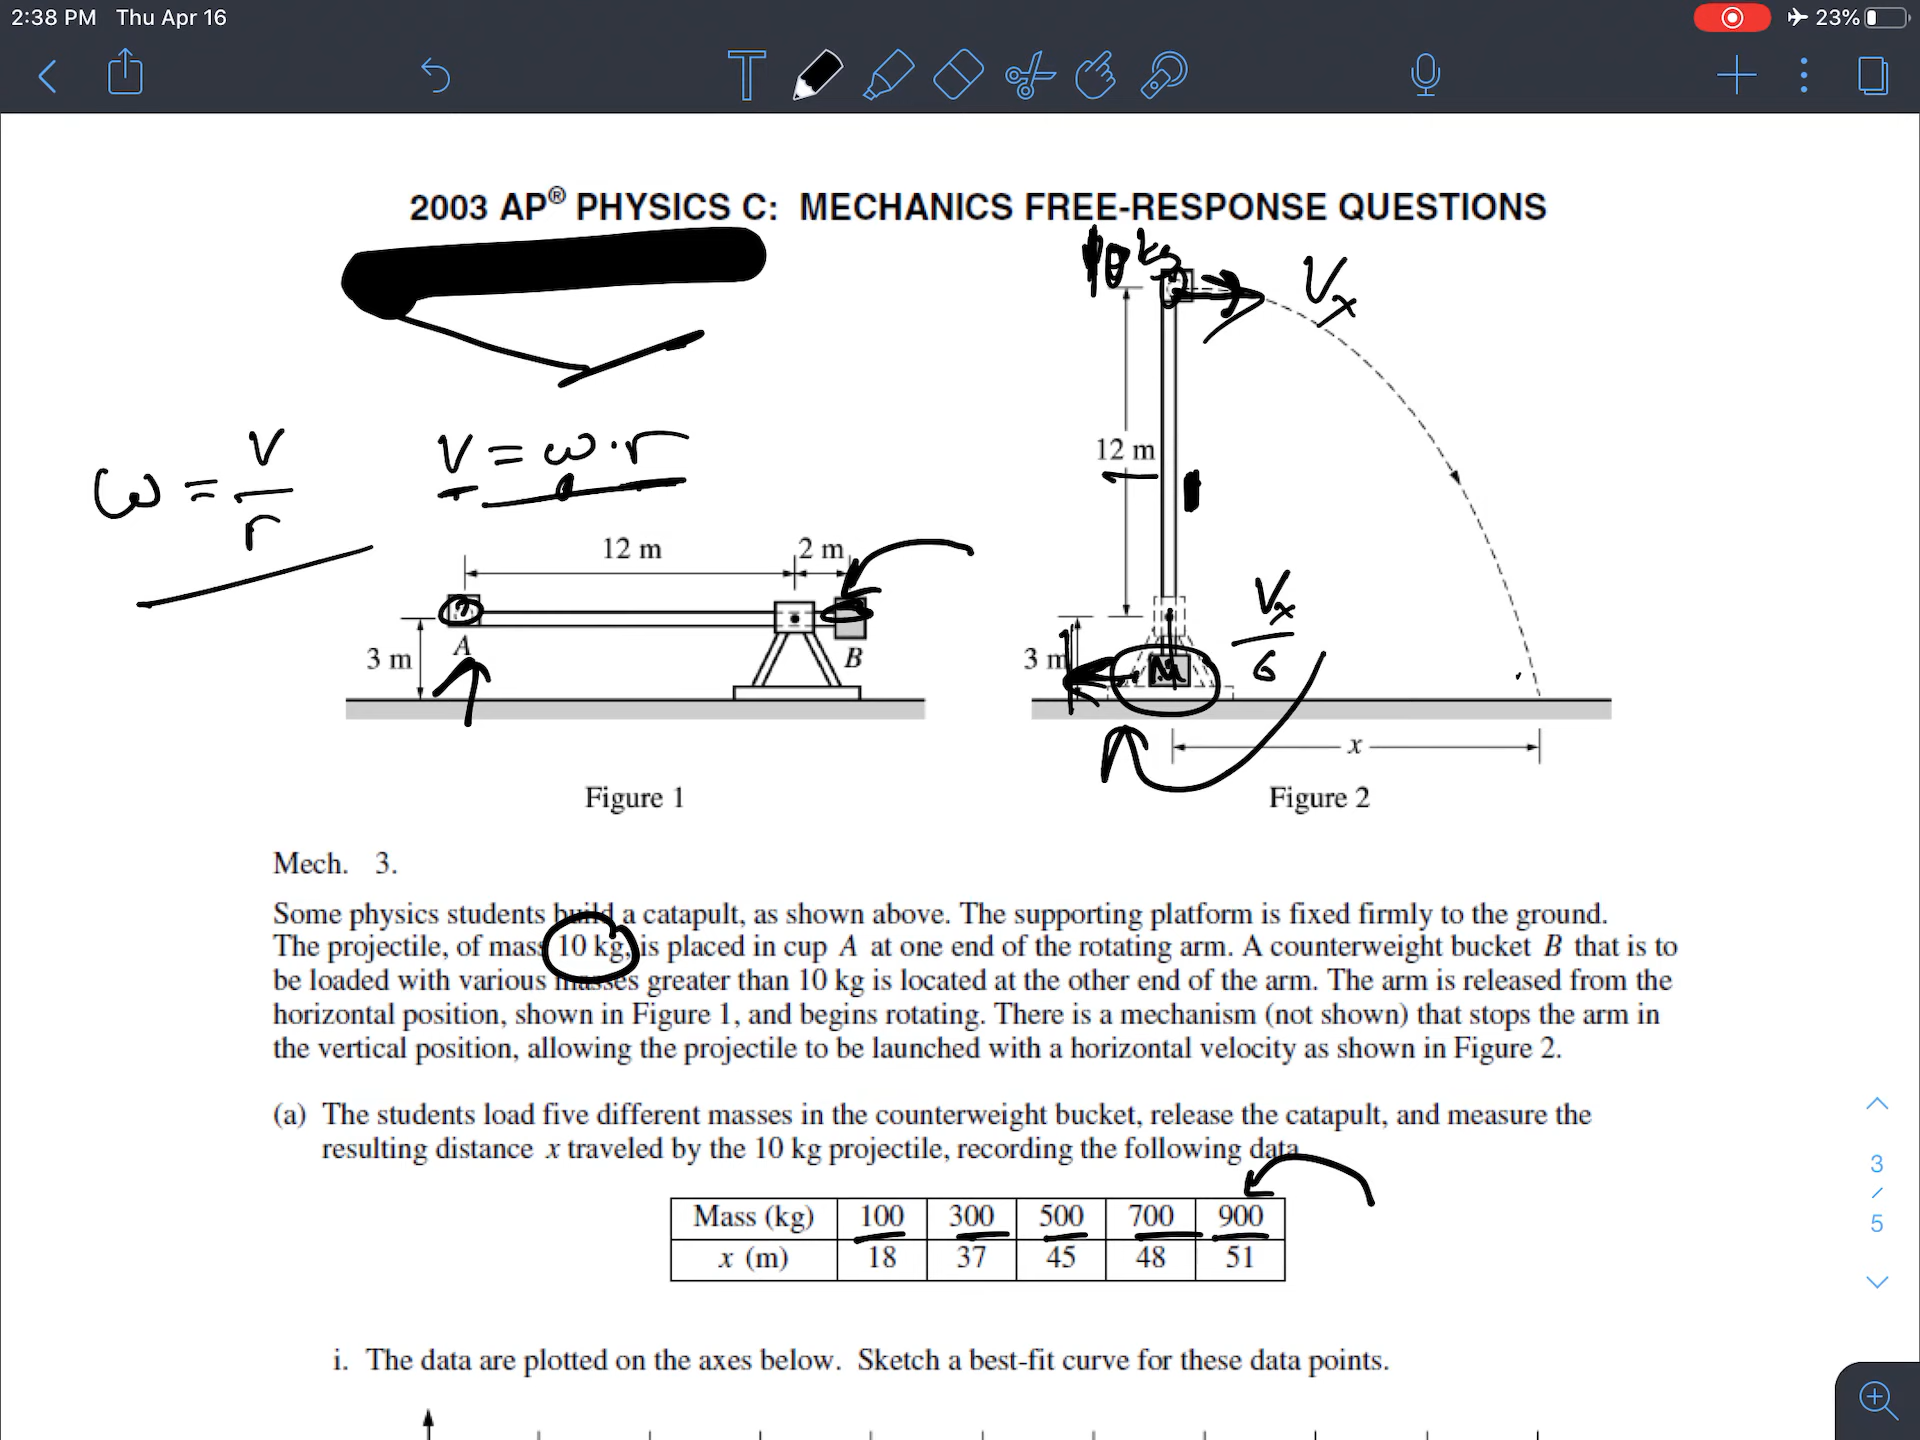 2:38 PM Thu Apr 16
23%
2003 AP® PHYSICS C: MECHANICS FREE-RESPONSE QUESTIONS
10 kg
Vx
ω = v/r
v = ω·r
12 m
12 m
2 m
Vx/6
3 m
A
B
3 m
M
x
Figure 1
Figure 2
Mech. 3.
Some physics students build a catapult, as shown above. The supporting platform is fixed firmly to the ground.
The projectile, of mass 10 kg, is placed in cup A at one end of the rotating arm. A counterweight bucket B that is to
be loaded with various masses greater than 10 kg is located at the other end of the arm. The arm is released from the
horizontal position, shown in Figure 1, and begins rotating. There is a mechanism (not shown) that stops the arm in
the vertical position, allowing the projectile to be launched with a horizontal velocity as shown in Figure 2.
(a) The students load five different masses in the counterweight bucket, release the catapult, and measure the
resulting distance x traveled by the 10 kg projectile, recording the following data
Mass (kg) 100 300 500 700 900
x (m) 18 37 45 48 51
i. The data are plotted on the axes below. Sketch a best-fit curve for these data points.
3
/
5